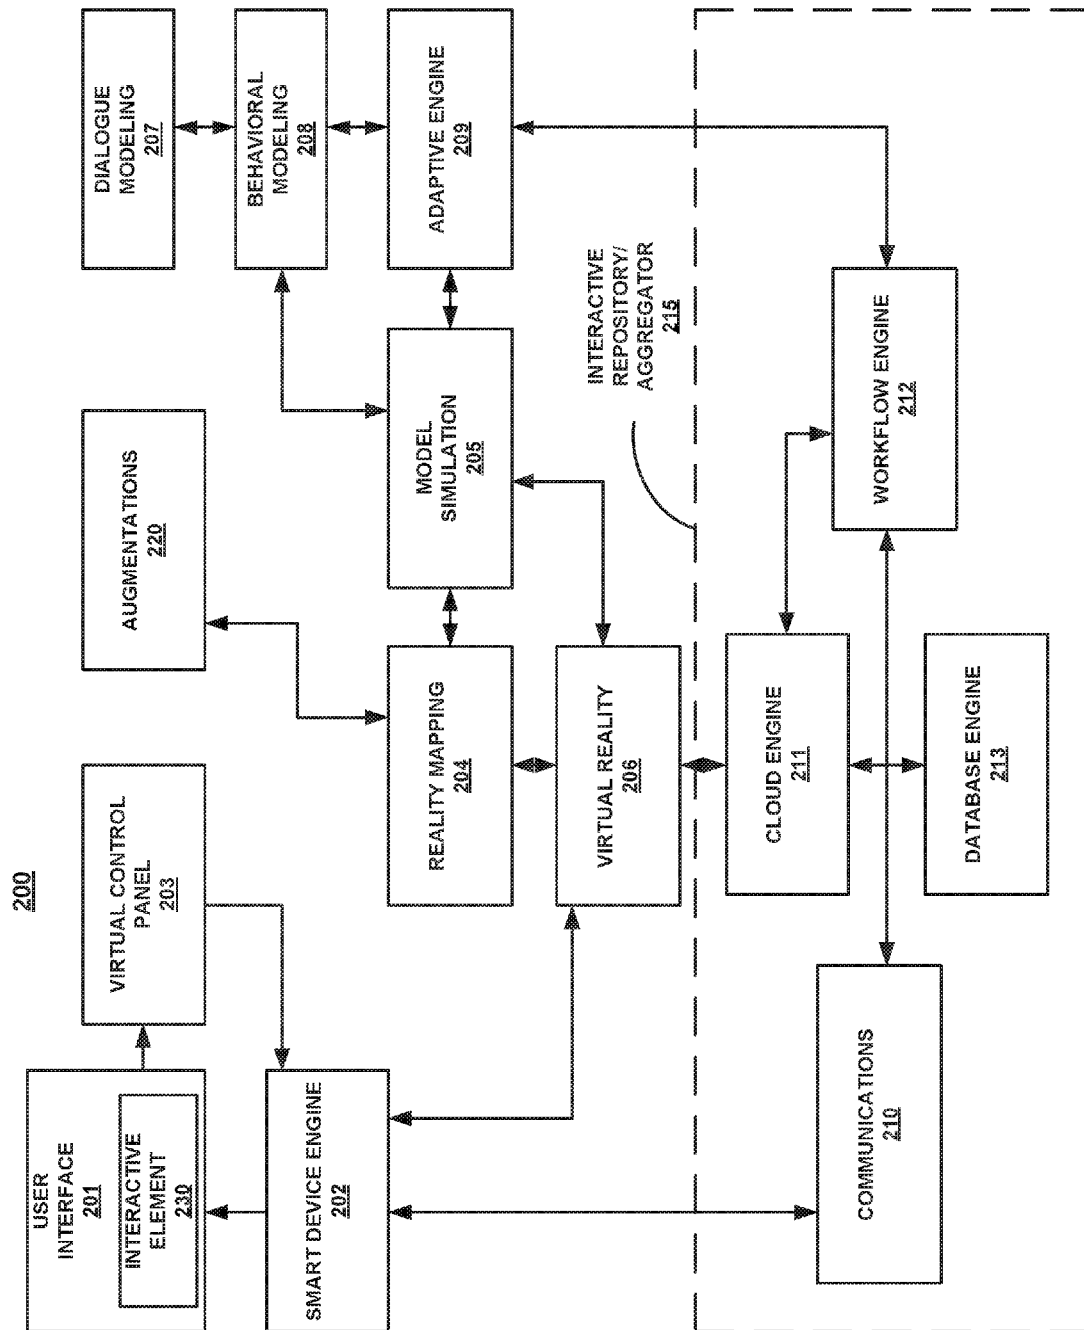 200
USER
INTERFACE
201
INTERACTIVE
ELEMENT
230
VIRTUAL CONTROL
PANEL
203
AUGMENTATIONS
220
DIALOGUE
MODELING
207
BEHAVIORAL
MODELING
208
SMART DEVICE ENGINE
202
REALITY MAPPING
204
MODEL
SIMULATION
205
ADAPTIVE ENGINE
209
VIRTUAL REALITY
206
INTERACTIVE
REPOSITORY/
AGGREGATOR
215
COMMUNICATIONS
210
CLOUD ENGINE
211
WORKFLOW ENGINE
212
DATABASE ENGINE
213